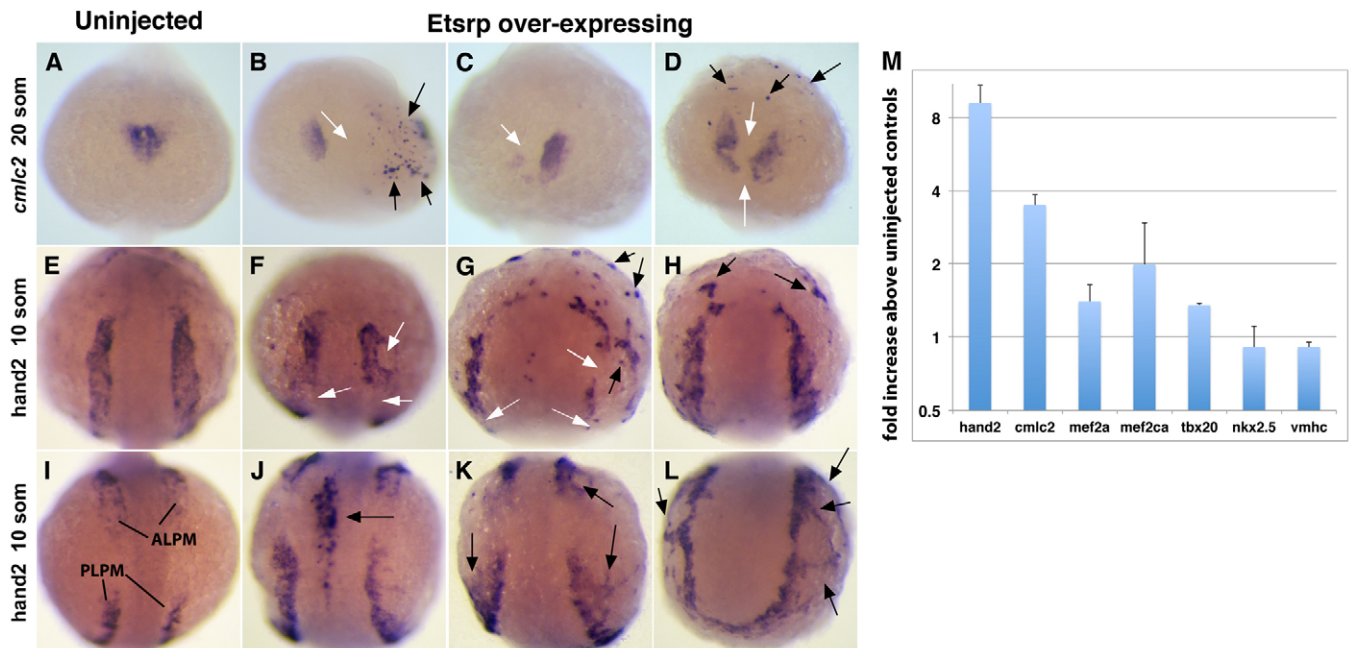 Uninjected
Etsrp over-expressing
A
B
C
D
cmlc2 20 som
E
F
G
H
hand2 10 som
I
J
K
L
ALPM
PLPM
hand2 10 som
M
fold increase above uninjected controls
8
4
2
1
0.5
hand2 cmlc2 mef2a mef2ca tbx20 nkx2.5 vmhc